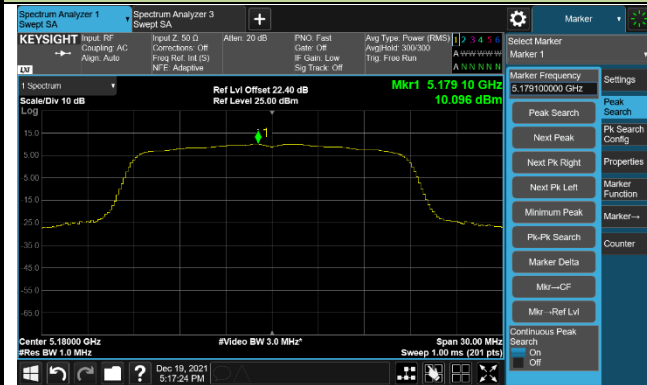 Spectrum Analyzer 1
Swept SA
Spectrum Analyzer 3
Swept SA
+
Marker
KEYSIGHT
Input: RF
Coupling: AC
Align: Auto
Input Z: 50 Ω
Corrections: Off
Freq Ref: Int (S)
NFE: Adaptive
Atten: 20 dB
PNO: Fast
Gate: Off
IF Gain: Low
Sig Track: Off
Avg Type: Power (RMS)
Avg|Hold: 300/300
Trig: Free Run
1 2 3 4 5 6
A W W W W W
A N N N N N
LXI
Select Marker
Marker 1
1 Spectrum
Scale/Div 10 dB
Log
Ref Lvl Offset 22.40 dB
Ref Level 25.00 dBm
Mkr1 5.179 10 GHz
10.096 dBm
1
15.0
5.00
-5.00
-15.0
-25.0
-35.0
-45.0
-55.0
-65.0
Center 5.18000 GHz
#Res BW 1.0 MHz
#Video BW 3.0 MHz*
Span 30.00 MHz
Sweep 1.00 ms (201 pts)
Marker Frequency
5.179100000 GHz
Peak Search
Next Peak
Next Pk Right
Next Pk Left
Minimum Peak
Pk-Pk Search
Marker Delta
Mkr→CF
Mkr→Ref Lvl
Continuous Peak
Search
On
Off
Settings
Peak
Search
Pk Search
Config
Properties
Marker
Function
Marker→
Counter
?
Dec 19, 2021
5:17:24 PM